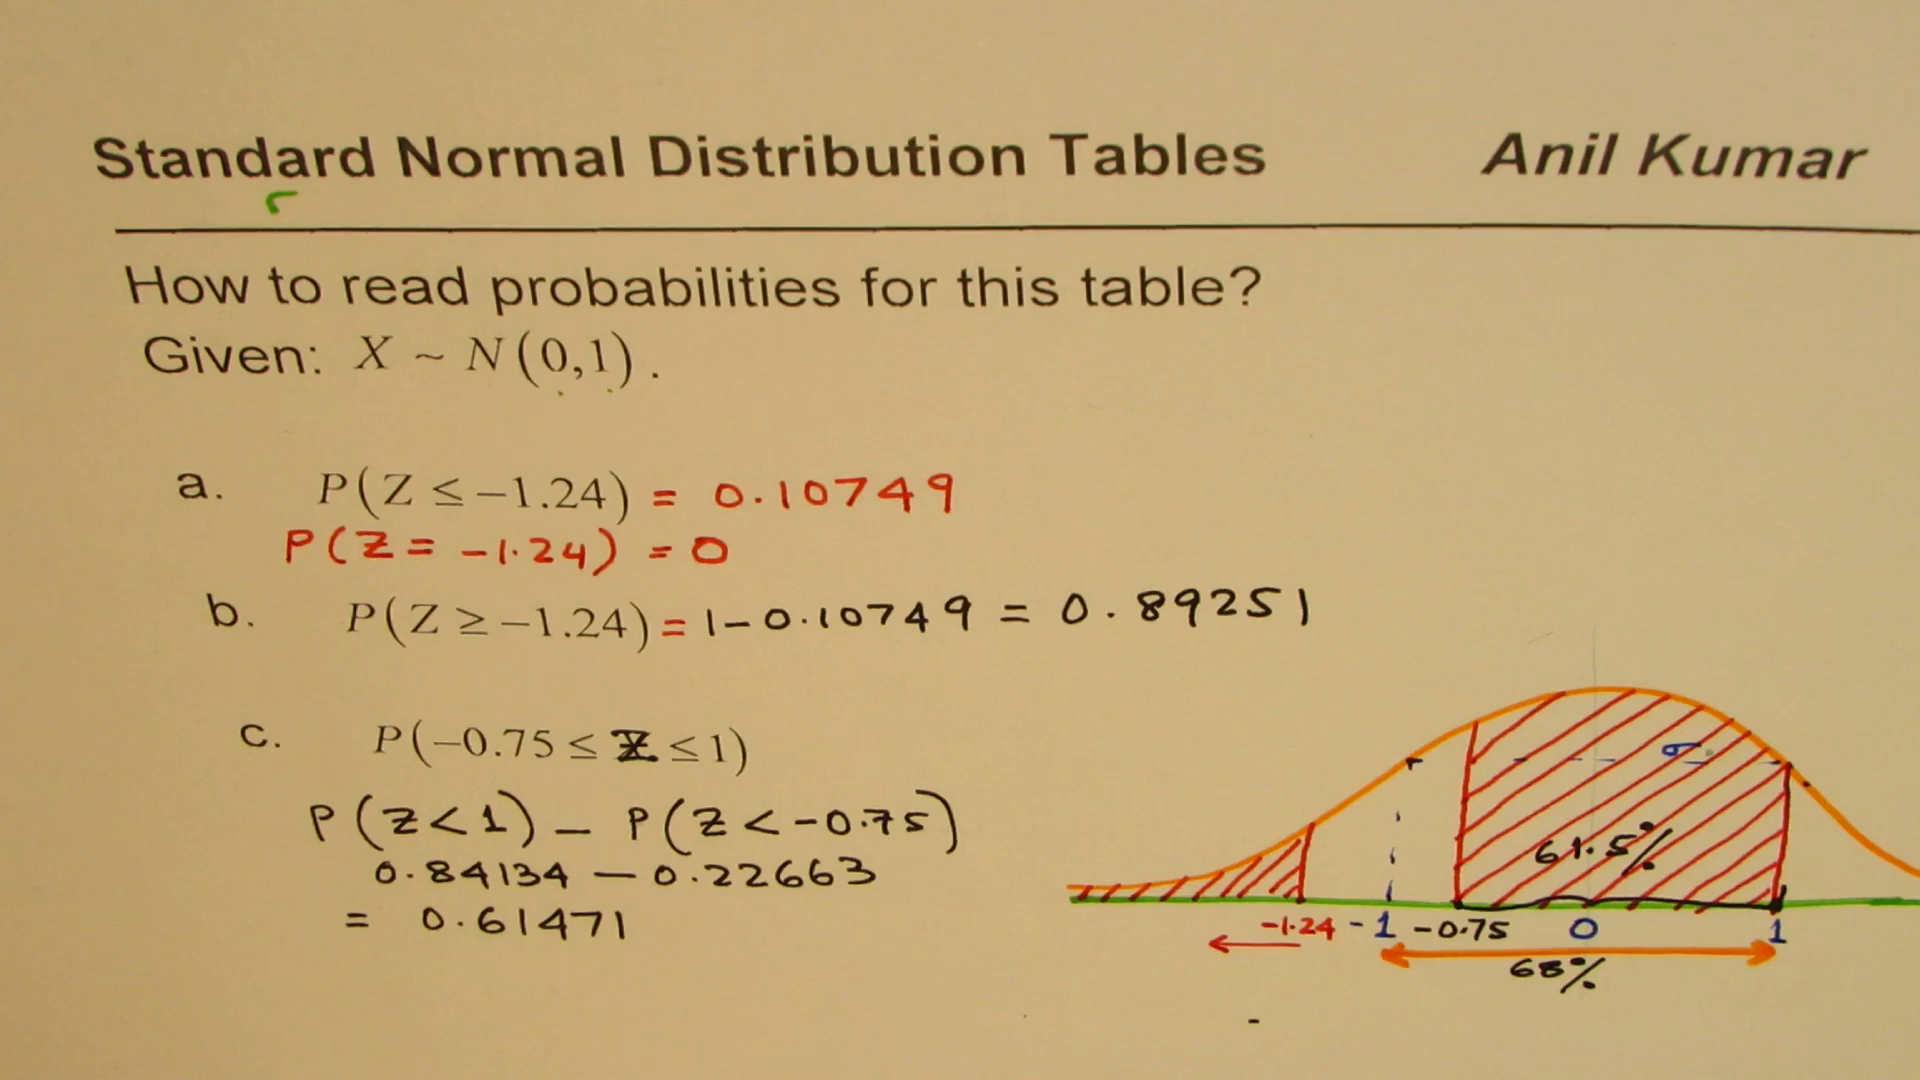 Standard Normal Distribution Tables Anil Kumar
How to read probabilities for this table?
Given: X ~ N(0,1).
a. P(Z ≤ −1.24) = 0.10749
P(Z = −1.24) = 0
b. P(Z ≥ −1.24) = 1 − 0.10749 = 0.89251
c. P(−0.75 ≤ Z ≤ 1)
P(Z < 1) − P(Z < −0.75)
0.84134 − 0.22663
= 0.61471
σ
61.5%
−1.24 −1 −0.75 0 1
68%